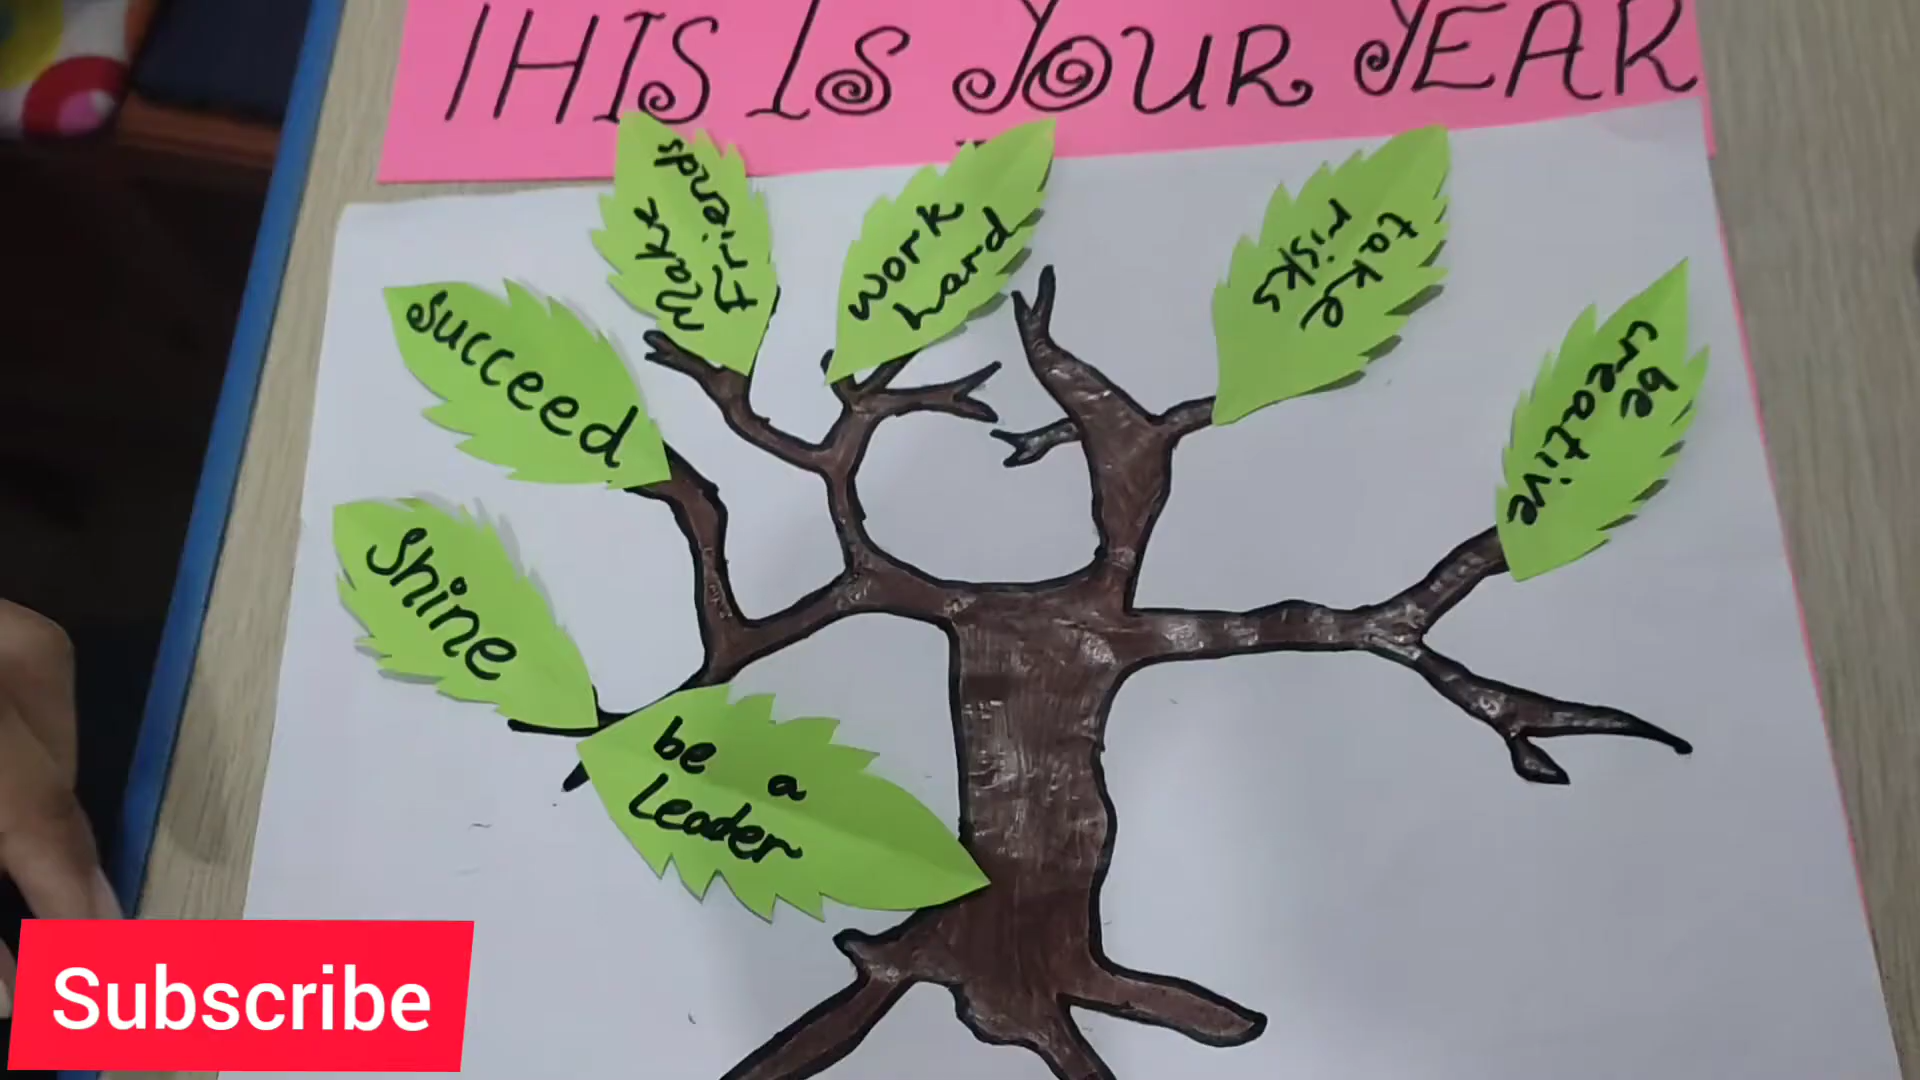 THIS IS YOUR YEAR
Make
Friends
work
hard
take
risks
be
creative
succeed
shine
be a
leader
Subscribe